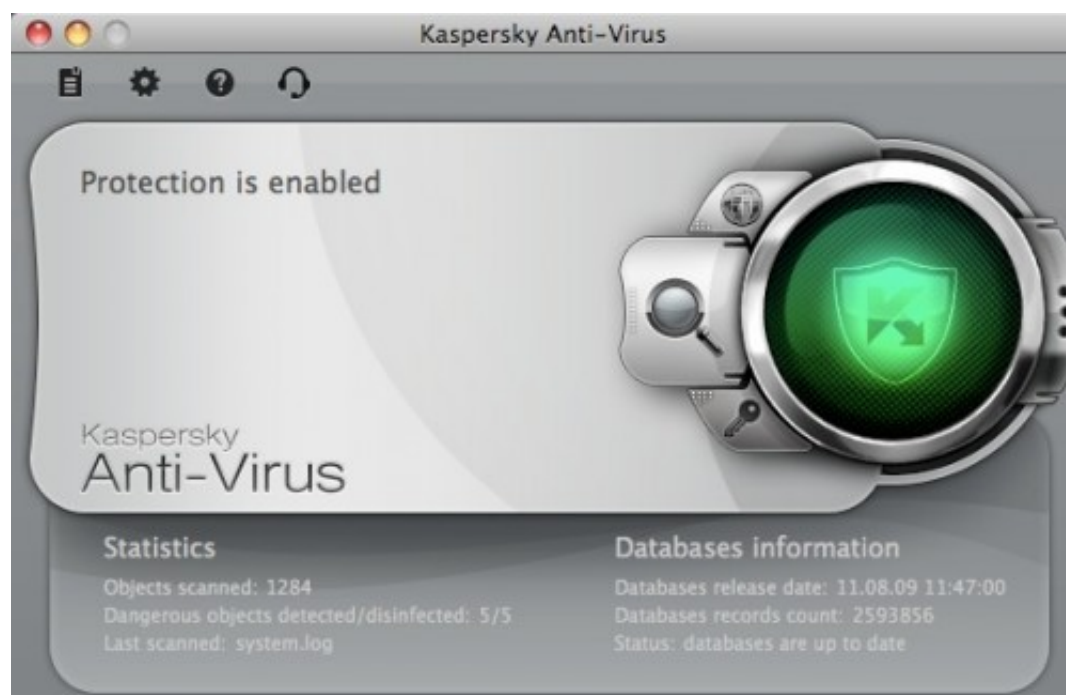 Kaspersky Anti-Virus
Protection is enabled
Kaspersky
Anti-Virus
Statistics
Objects scanned: 1284
Dangerous objects detected/disinfected: 5/5
Last scanned: system.log
Databases information
Databases release date: 11.08.09 11:47:00
Databases records count: 2593856
Status: databases are up to date